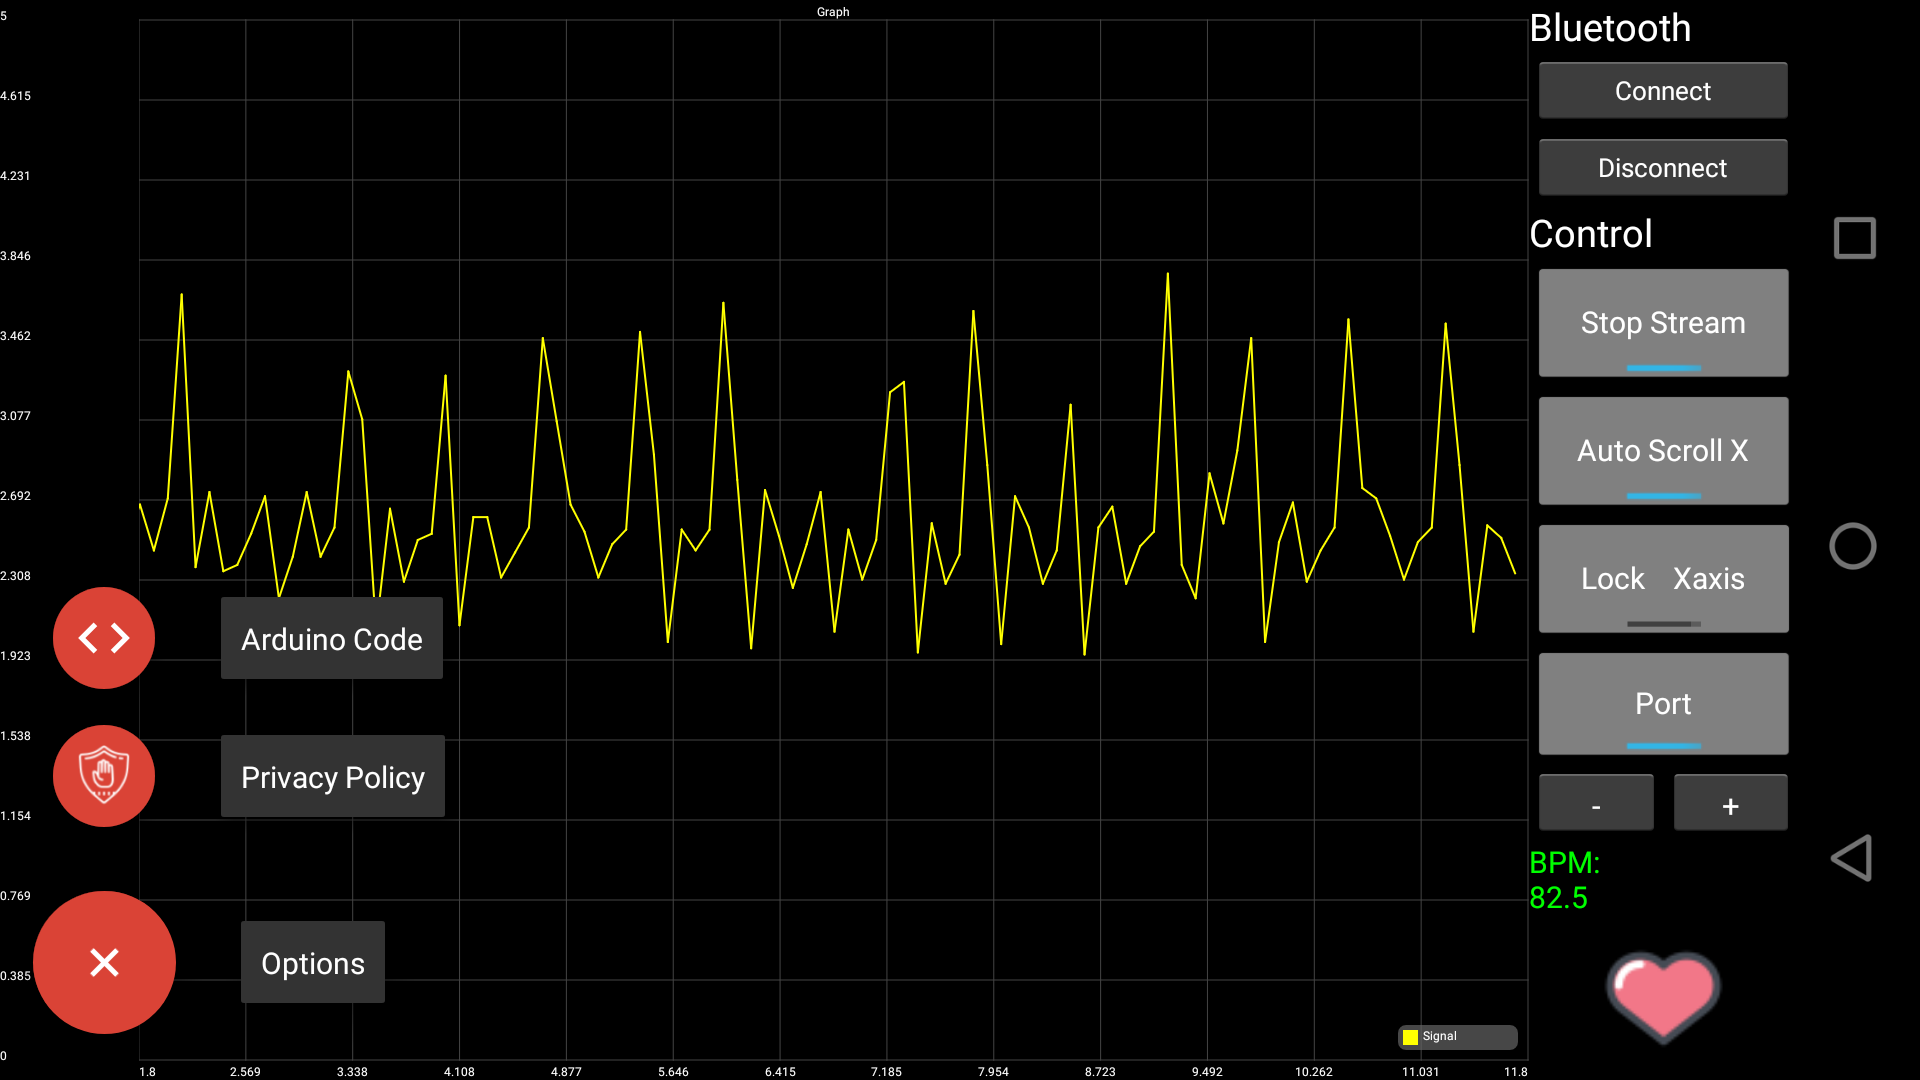 Graph
5
4.615
4.231
3.846
3.462
3.077
2.692
2.308
1.923
1.538
1.154
0.769
0.385
0
1.8 2.569 3.338 4.108 4.877 5.646 6.415 7.185 7.954 8.723 9.492 10.262 11.031 11.8
Signal
Arduino Code
Privacy Policy
Options
Bluetooth
Connect
Disconnect
Control
Stop Stream
Auto Scroll X
Lock Xaxis
Port
- +
BPM:
82.5